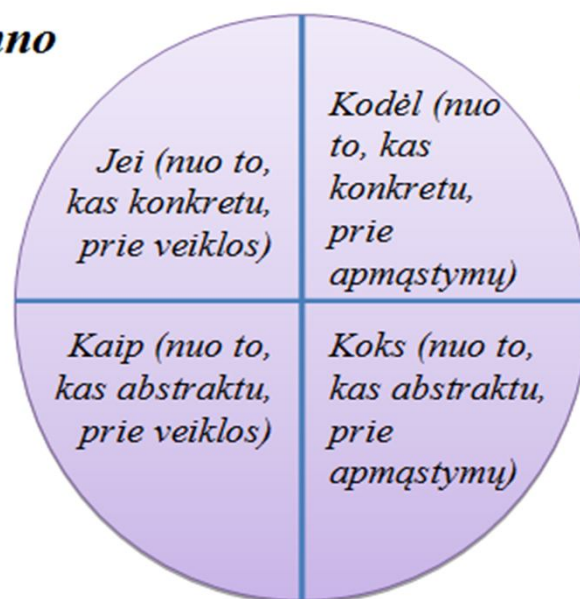 Jei (nuo to,
kas konkretu,
prie veiklos)
Kodėl (nuo
to, kas
konkretu,
prie
apmąstymų)
Kaip (nuo to,
kas abstraktu,
prie veiklos)
Koks (nuo to,
kas abstraktu,
prie
apmąstymų)